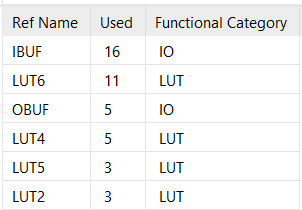 Ref Name Used Functional Category
IBUF 16 IO
LUT6 11 LUT
OBUF 5 IO
LUT4 5 LUT
LUT5 3 LUT
LUT2 3 LUT